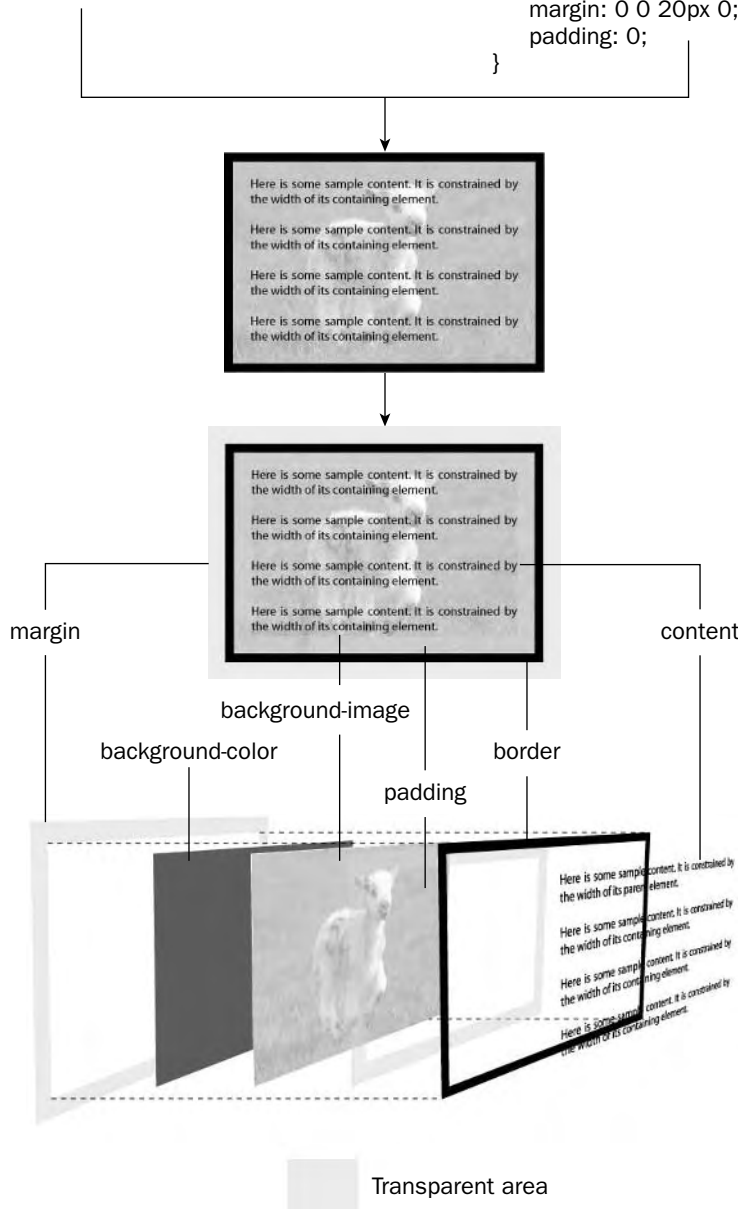 margin: 0 0 20px 0;
padding: 0;
}
Here is some sample content. It is constrained by
the width of its containing element.
Here is some sample content. It is constrained by
the width of its containing element.
Here is some sample content. It is constrained by
the width of its containing element.
Here is some sample content. It is constrained by
the width of its containing element.
Here is some sample content. It is constrained by
the width of its containing element.
Here is some sample content. It is constrained by
the width of its containing element.
Here is some sample content. It is constrained by
the width of its containing element.
Here is some sample content. It is constrained by
the width of its containing element.
margin
content
background-image
background-color
border
padding
Here is some sample content. It is constrained by
the width of its parent element.
Here is some sample content. It is constrained by
the width of its containing element.
Here is some sample content. It is constrained by
the width of its containing element.
Here is some sample content. It is constrained by
the width of its containing element.
Transparent area